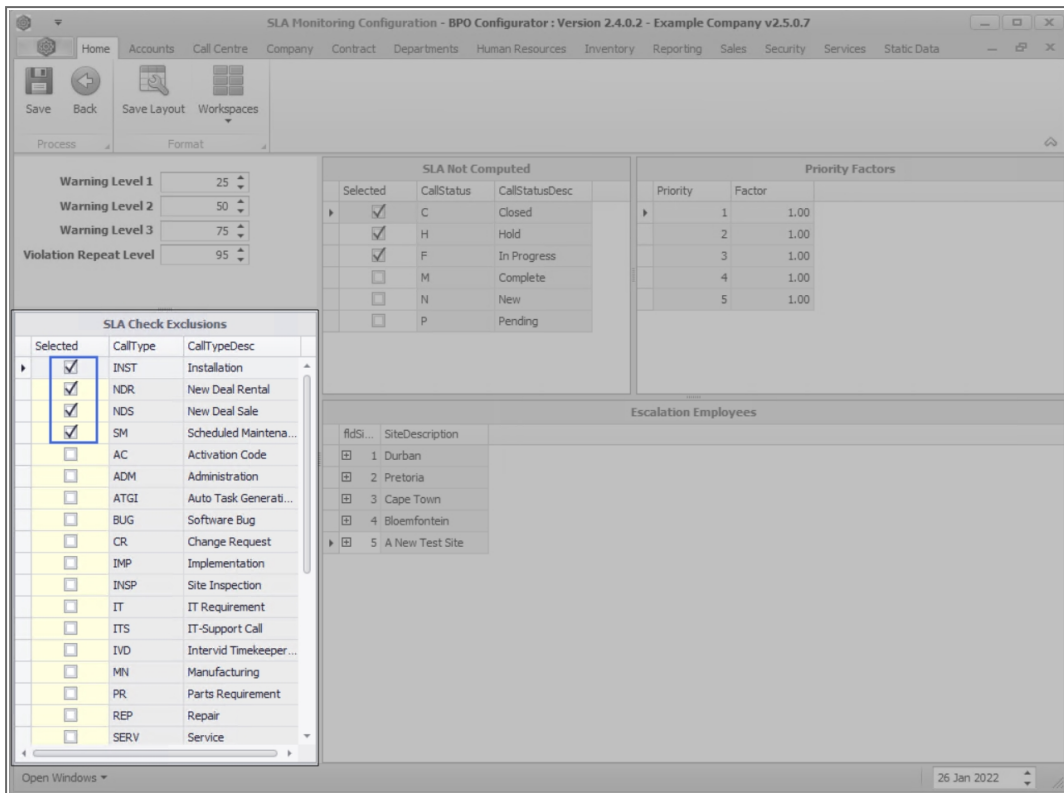 SLA Monitoring Configuration - BPO Configurator : Version 2.4.0.2 - Example Company v2.5.0.7
Home Accounts Call Centre Company Contract Departments Human Resources Inventory Reporting Sales Security Services Static Data
Save Back Save Layout Workspaces
Process Format
Warning Level 1 25
Warning Level 2 50
Warning Level 3 75
Violation Repeat Level 95
SLA Not Computed
Selected CallStatus CallStatusDesc
C Closed
H Hold
F In Progress
M Complete
N New
P Pending
Priority Factors
Priority Factor
1 1.00
2 1.00
3 1.00
4 1.00
5 1.00
SLA Check Exclusions
Selected CallType CallTypeDesc
INST Installation
NDR New Deal Rental
NDS New Deal Sale
SM Scheduled Maintena...
AC Activation Code
ADM Administration
ATGI Auto Task Generati...
BUG Software Bug
CR Change Request
IMP Implementation
INSP Site Inspection
IT IT Requirement
ITS IT-Support Call
IVD Intervid Timekeeper...
MN Manufacturing
PR Parts Requirement
REP Repair
SERV Service
Escalation Employees
fldSi... SiteDescription
1 Durban
2 Pretoria
3 Cape Town
4 Bloemfontein
5 A New Test Site
Open Windows 26 Jan 2022